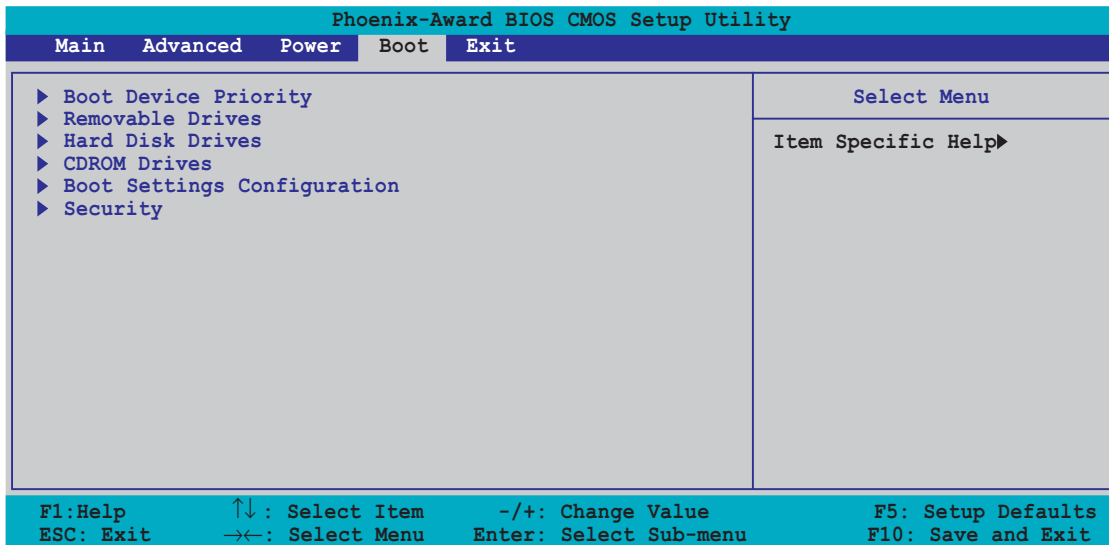 Phoenix-Award BIOS CMOS Setup Utility
Main Advanced Power Boot Exit
▶ Boot Device Priority
▶ Removable Drives
▶ Hard Disk Drives
▶ CDROM Drives
▶ Boot Settings Configuration
▶ Security
Select Menu
Item Specific Help▶
F1:Help ↑↓: Select Item -/+: Change Value F5: Setup Defaults
ESC: Exit →←: Select Menu Enter: Select Sub-menu F10: Save and Exit